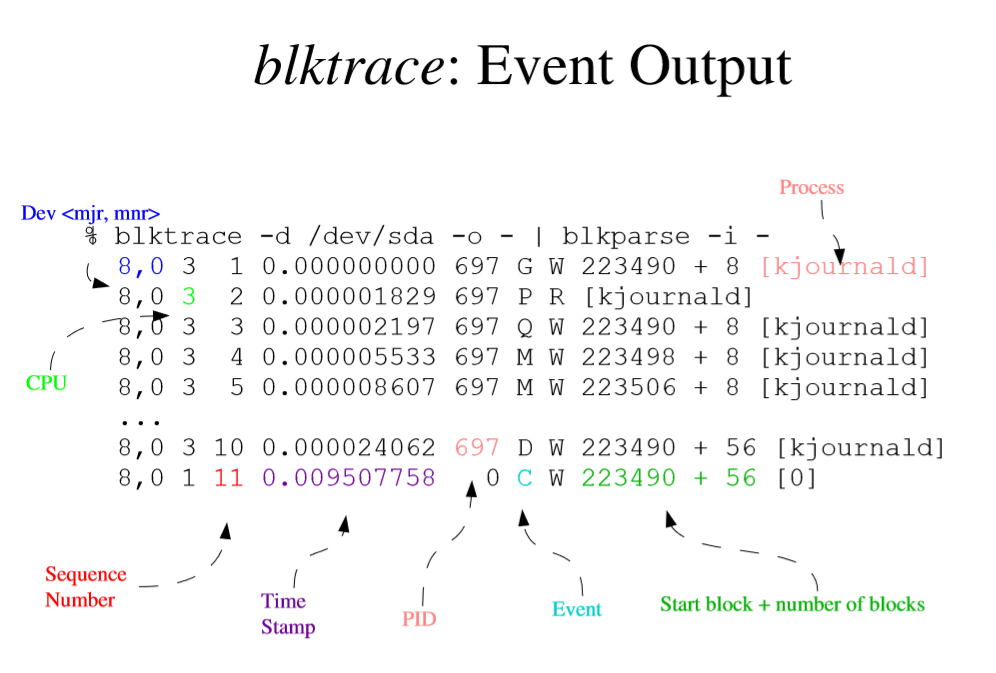 blktrace: Event Output
Process
Dev <mjr, mnr>
% blktrace -d /dev/sda -o - | blkparse -i -
8,0 3 1 0.000000000 697 G W 223490 + 8 [kjournald]
8,0 3 2 0.000001829 697 P R [kjournald]
8,0 3 3 0.000002197 697 Q W 223490 + 8 [kjournald]
8,0 3 4 0.000005533 697 M W 223498 + 8 [kjournald]
8,0 3 5 0.000008607 697 M W 223506 + 8 [kjournald]
...
8,0 3 10 0.000024062 697 D W 223490 + 56 [kjournald]
8,0 1 11 0.009507758 0 C W 223490 + 56 [0]
CPU
Sequence
Number
Time
Stamp
PID
Event
Start block + number of blocks